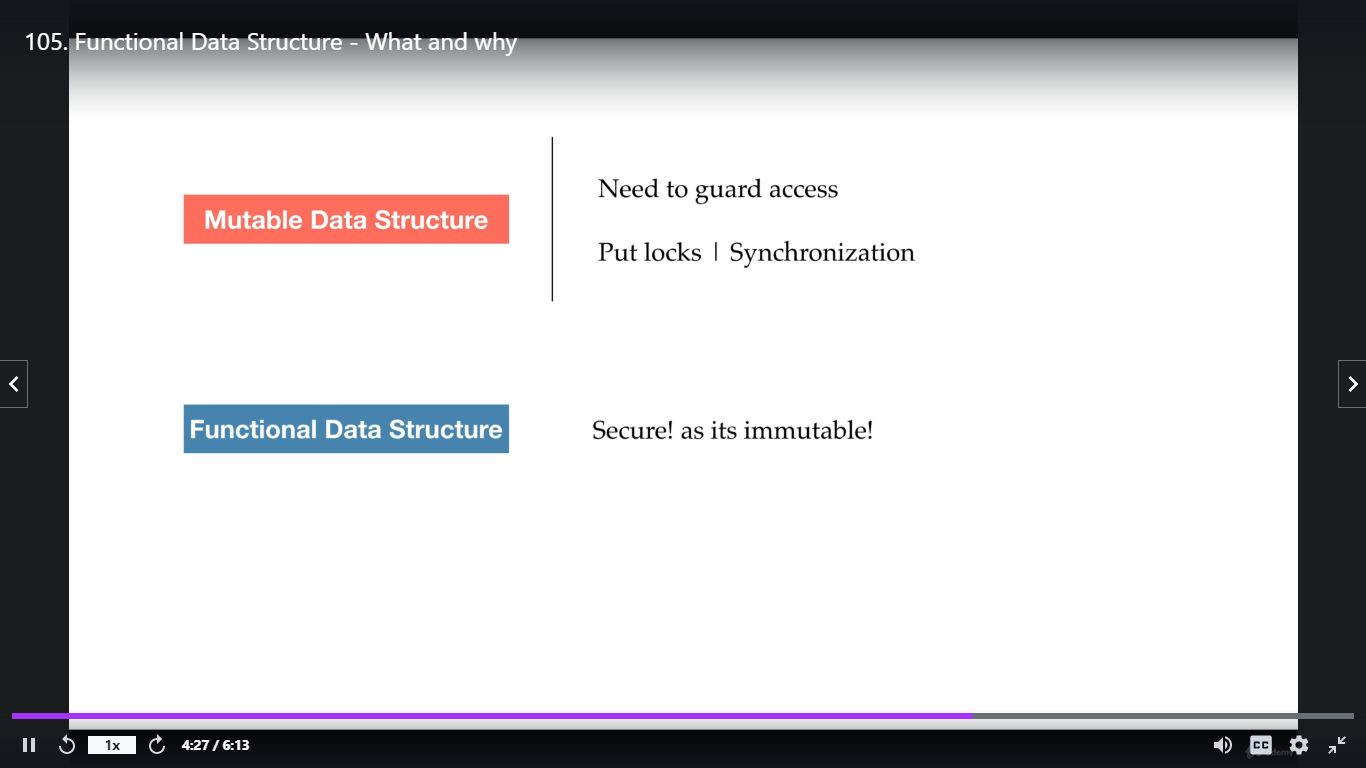 105. Functional Data Structure - What and why
Mutable Data Structure
Need to guard access
Put locks | Synchronization
Functional Data Structure
Secure! as its immutable!
1x
4:27 / 6:13
CC